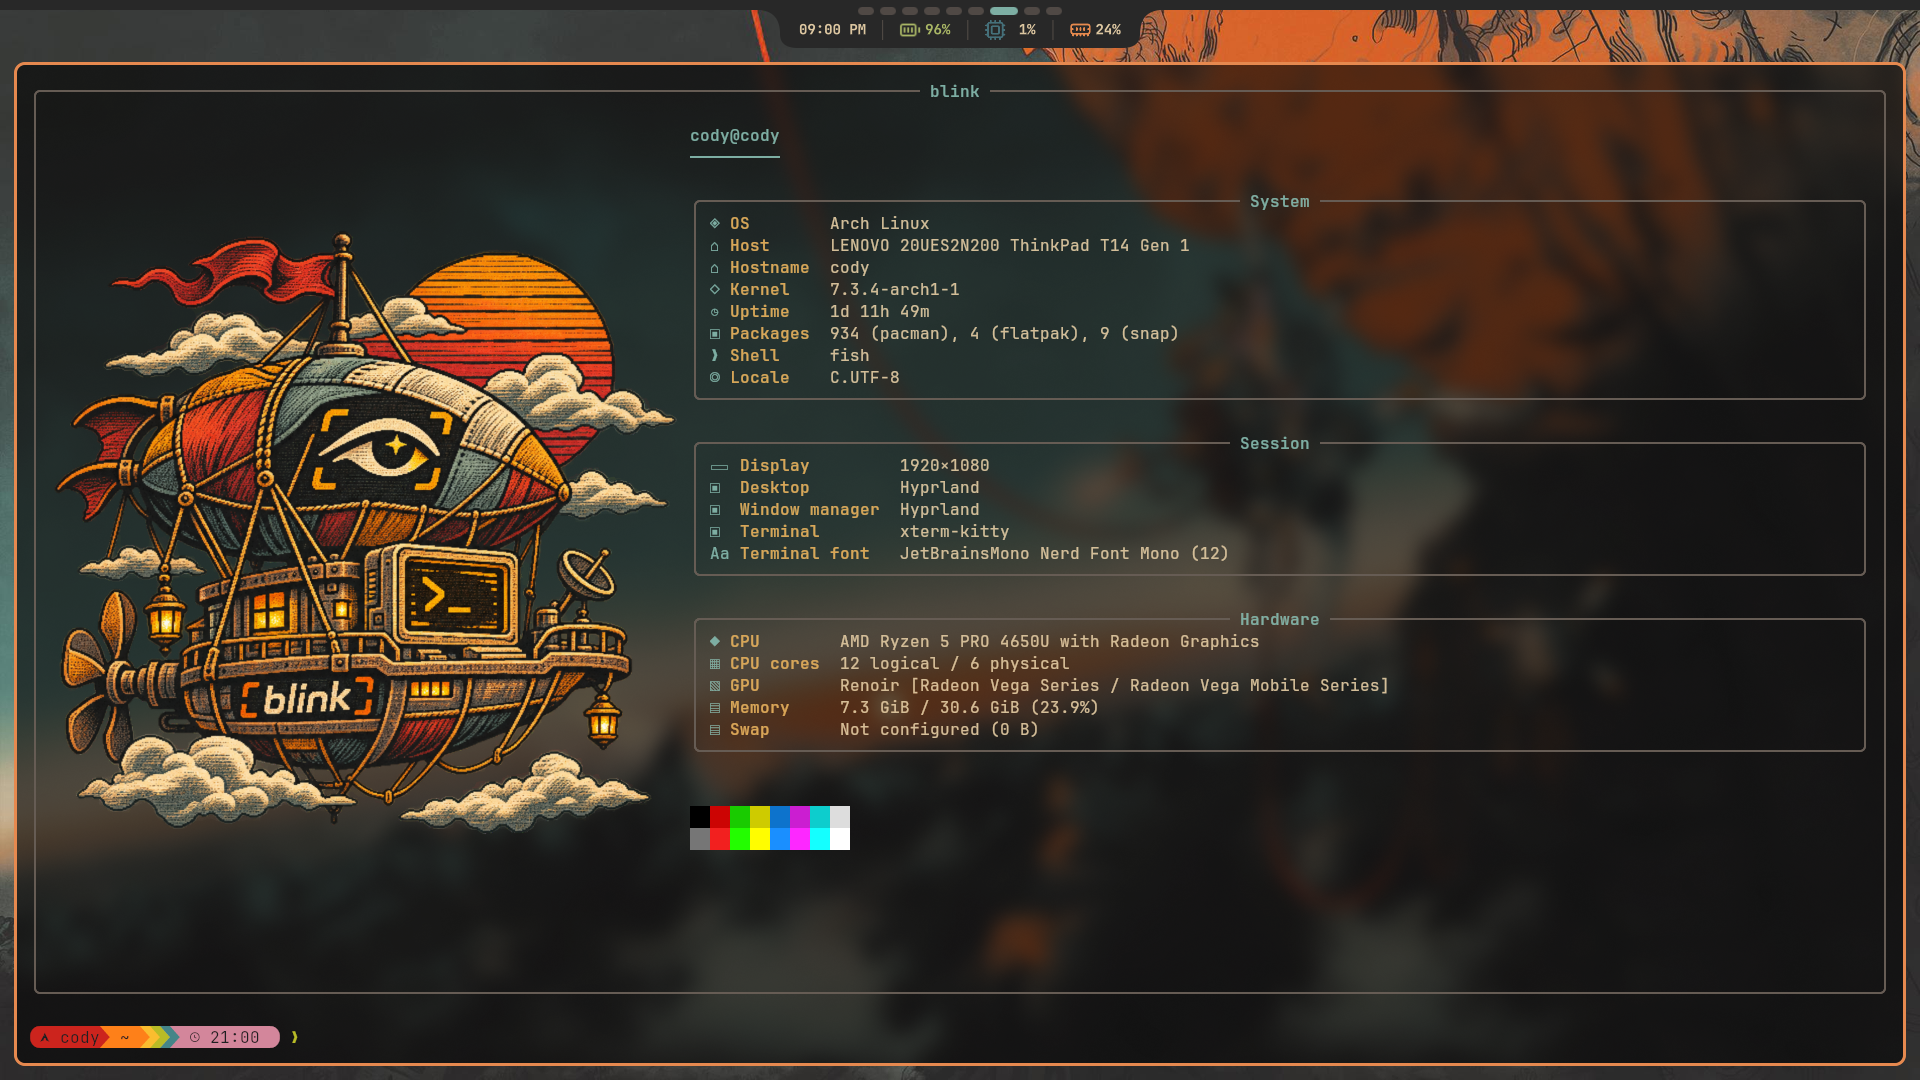 09:00 PM 96% 1% 24%
blink
cody@cody
System
OS Arch Linux
Host LENOVO 20UES2N200 ThinkPad T14 Gen 1
Hostname cody
Kernel 7.3.4-arch1-1
Uptime 1d 11h 49m
Packages 934 (pacman), 4 (flatpak), 9 (snap)
Shell fish
Locale C.UTF-8
Session
Display 1920×1080
Desktop Hyprland
Window manager Hyprland
Terminal xterm-kitty
Aa Terminal font JetBrainsMono Nerd Font Mono (12)
Hardware
CPU AMD Ryzen 5 PRO 4650U with Radeon Graphics
CPU cores 12 logical / 6 physical
GPU Renoir [Radeon Vega Series / Radeon Vega Mobile Series]
Memory 7.3 GiB / 30.6 GiB (23.9%)
Swap Not configured (0 B)
>_
[blink]
cody ~ 21:00 ❱